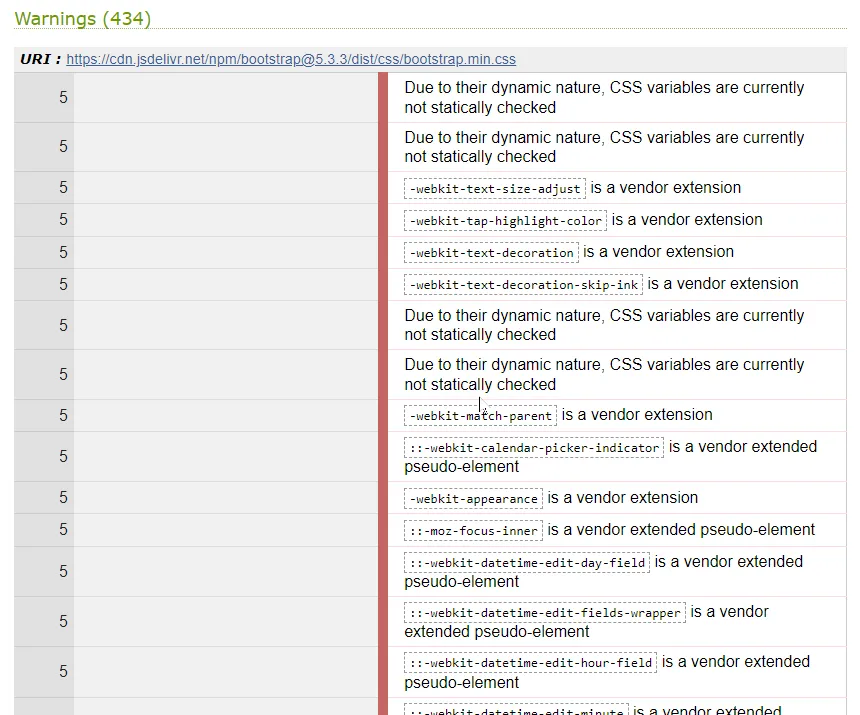 Warnings (434)
URI : https://cdn.jsdelivr.net/npm/bootstrap@5.3.3/dist/css/bootstrap.min.css
5 Due to their dynamic nature, CSS variables are currently
not statically checked
5 Due to their dynamic nature, CSS variables are currently
not statically checked
5 -webkit-text-size-adjust is a vendor extension
5 -webkit-tap-highlight-color is a vendor extension
5 -webkit-text-decoration is a vendor extension
5 -webkit-text-decoration-skip-ink is a vendor extension
5 Due to their dynamic nature, CSS variables are currently
not statically checked
5 Due to their dynamic nature, CSS variables are currently
not statically checked
5 -webkit-match-parent is a vendor extension
5 ::-webkit-calendar-picker-indicator is a vendor extended
pseudo-element
5 -webkit-appearance is a vendor extension
5 ::-moz-focus-inner is a vendor extended pseudo-element
5 ::-webkit-datetime-edit-day-field is a vendor extended
pseudo-element
5 ::-webkit-datetime-edit-fields-wrapper is a vendor
extended pseudo-element
5 ::-webkit-datetime-edit-hour-field is a vendor extended
pseudo-element
::-webkit-datetime-edit-minute is a vendor extended